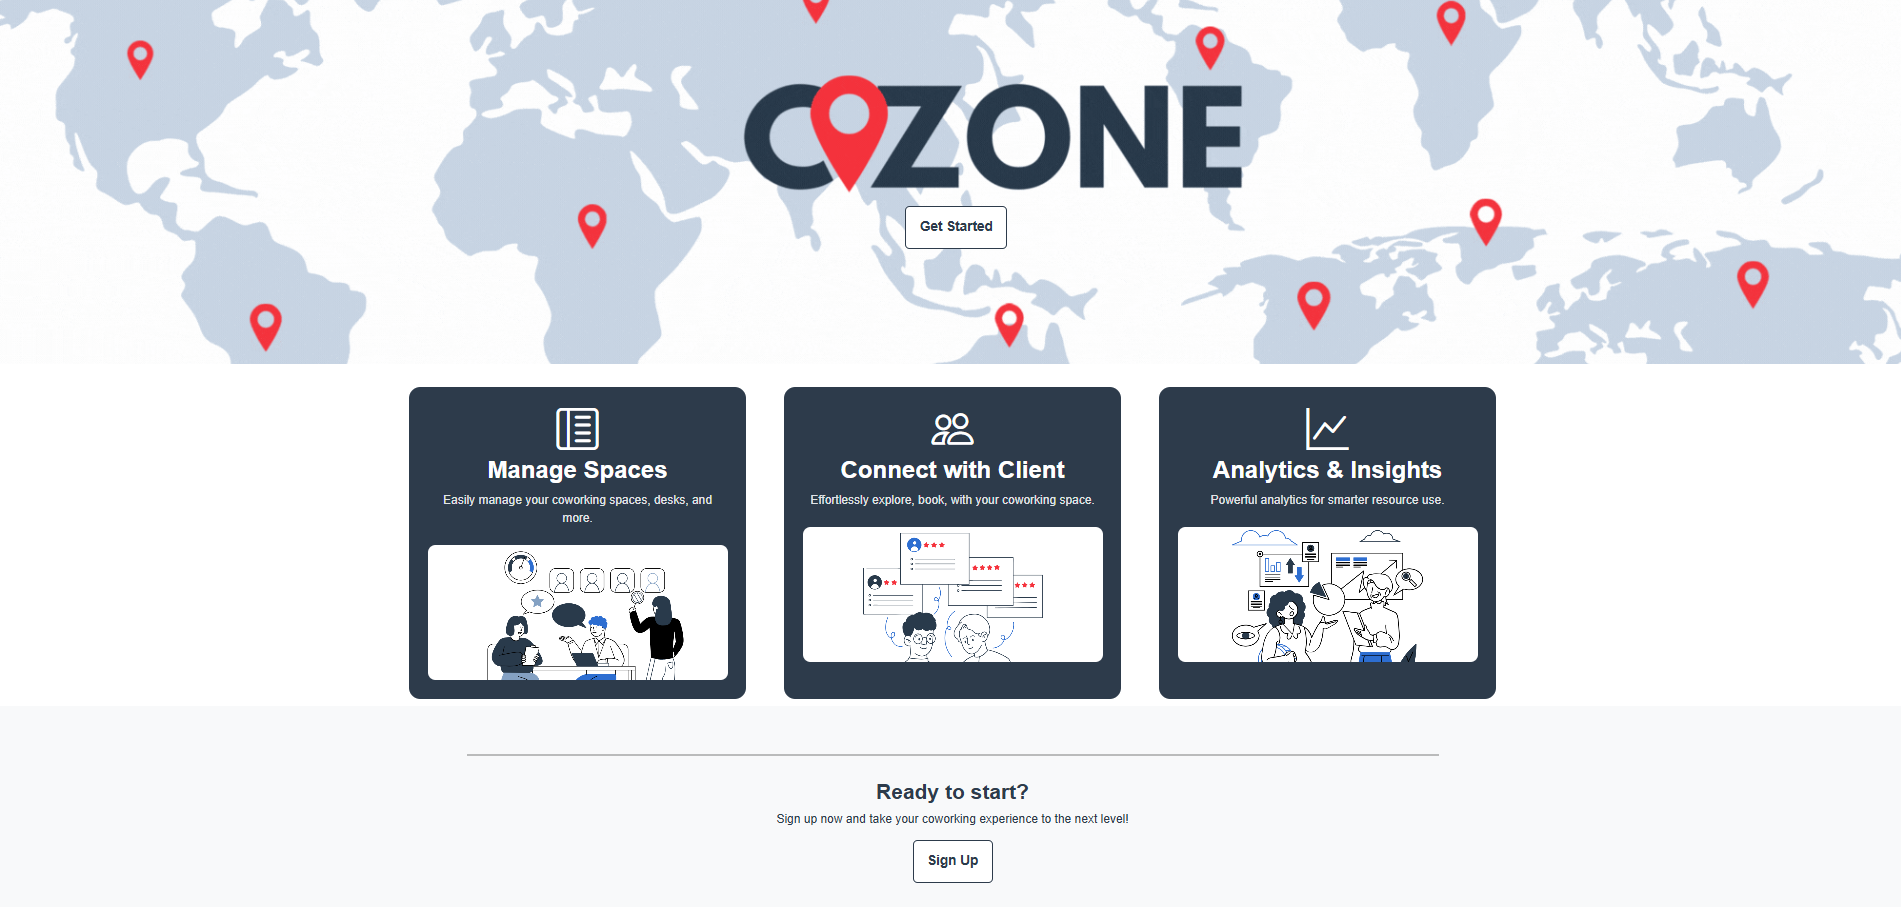 COZONE
Get Started
Manage Spaces
Easily manage your coworking spaces, desks, and
more.
Connect with Client
Effortlessly explore, book, with your coworking space.
Analytics & Insights
Powerful analytics for smarter resource use.
Ready to start?
Sign up now and take your coworking experience to the next level!
Sign Up